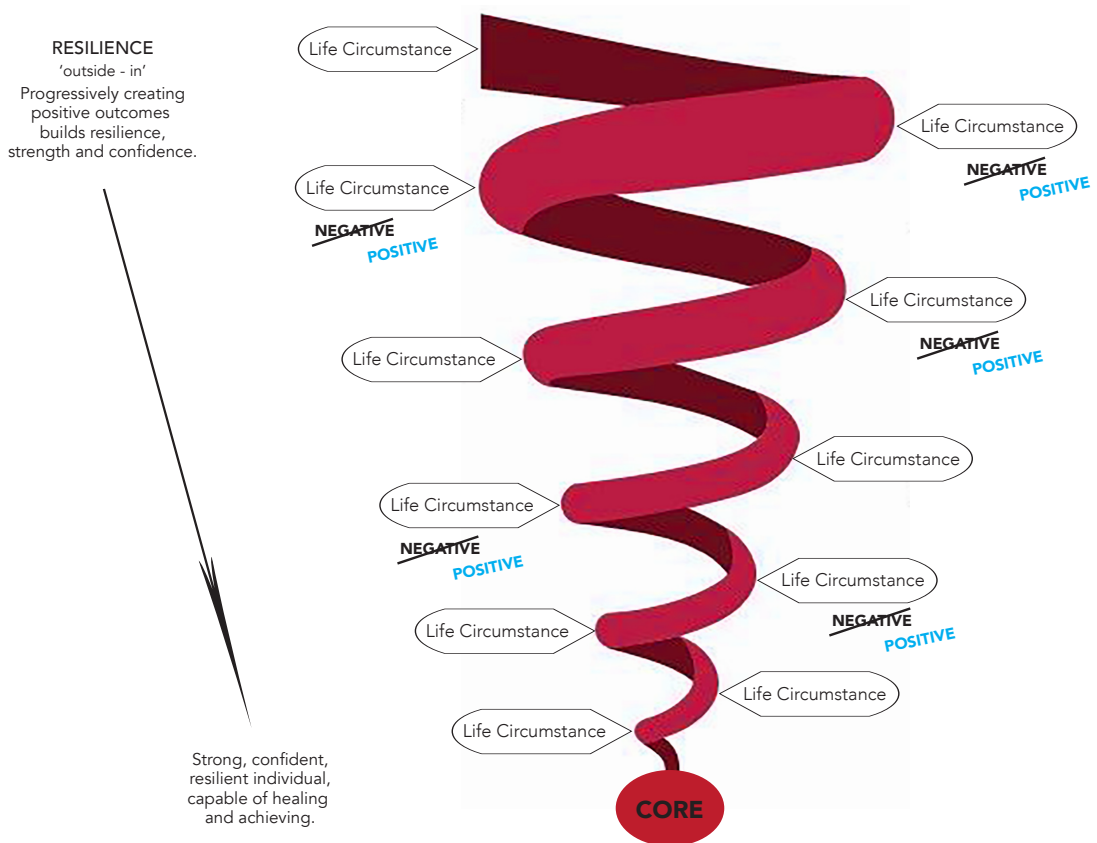 RESILIENCE
‘outside - in’
Progressively creating
positive outcomes
builds resilience,
strength and confidence.
Life Circumstance
Life Circumstance
NEGATIVE
POSITIVE
Life Circumstance
NEGATIVE
POSITIVE
Life Circumstance
NEGATIVE
POSITIVE
Life Circumstance
Life Circumstance
Life Circumstance
NEGATIVE
POSITIVE
Life Circumstance
NEGATIVE
POSITIVE
Life Circumstance
Life Circumstance
Life Circumstance
Strong, confident,
resilient individual,
capable of healing
and achieving.
CORE